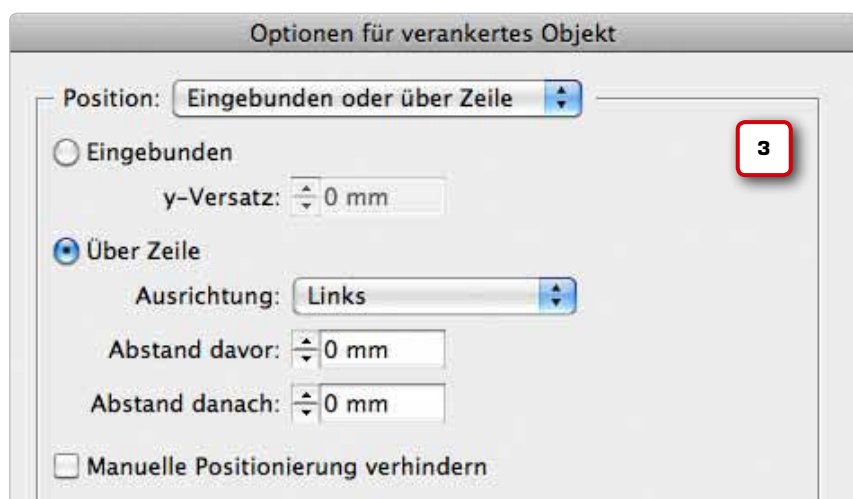 Optionen für verankertes Objekt
Position: Eingebunden oder über Zeile
3
Eingebunden
y-Versatz: 0 mm
Über Zeile
Ausrichtung: Links
Abstand davor: 0 mm
Abstand danach: 0 mm
Manuelle Positionierung verhindern